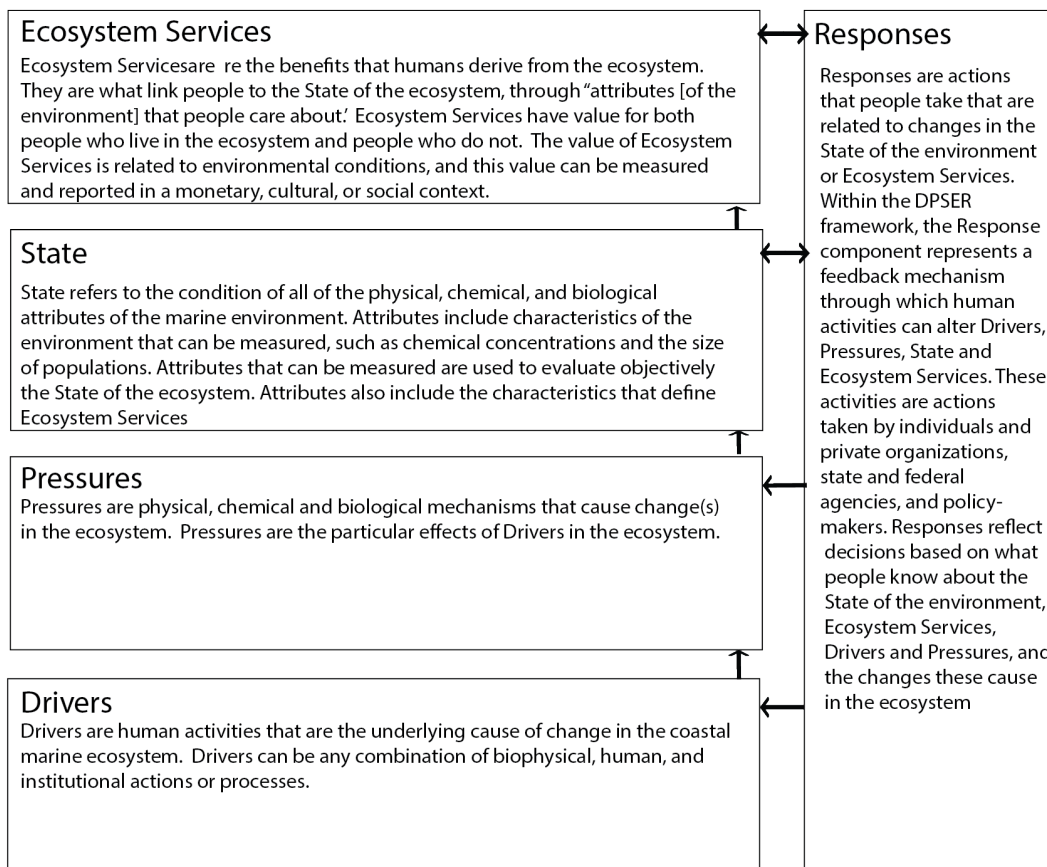 Ecosystem Services
Ecosystem Servicesare  re the benefits that humans derive from the ecosystem.
They are what link people to the State of the ecosystem, through “attributes [of the
environment] that people care about.’ Ecosystem Services have value for both
people who live in the ecosystem and people who do not.  The value of Ecosystem
Services is related to environmental conditions, and this value can be measured
and reported in a monetary, cultural, or social context.
State
State refers to the condition of all of the physical, chemical, and biological
attributes of the marine environment. Attributes include characteristics of the
environment that can be measured, such as chemical concentrations and the size
of populations. Attributes that can be measured are used to evaluate objectively
the State of the ecosystem. Attributes also include the characteristics that define
Ecosystem Services
Pressures
Pressures are physical, chemical and biological mechanisms that cause change(s)
in the ecosystem.  Pressures are the particular effects of Drivers in the ecosystem.
Drivers
Drivers are human activities that are the underlying cause of change in the coastal
marine ecosystem.  Drivers can be any combination of biophysical, human, and
institutional actions or processes.
Responses
Responses are actions
that people take that are
related to changes in the
State of the environment
or Ecosystem Services.
Within the DPSER
framework, the Response
component represents a
feedback mechanism
through which human
activities can alter Drivers,
Pressures, State and
Ecosystem Services. These
activities are actions
taken by individuals and
private organizations,
state and federal
agencies, and policy-
makers. Responses reflect
decisions based on what
people know about the
State of the environment,
Ecosystem Services,
Drivers and Pressures, and
the changes these cause
in the ecosystem